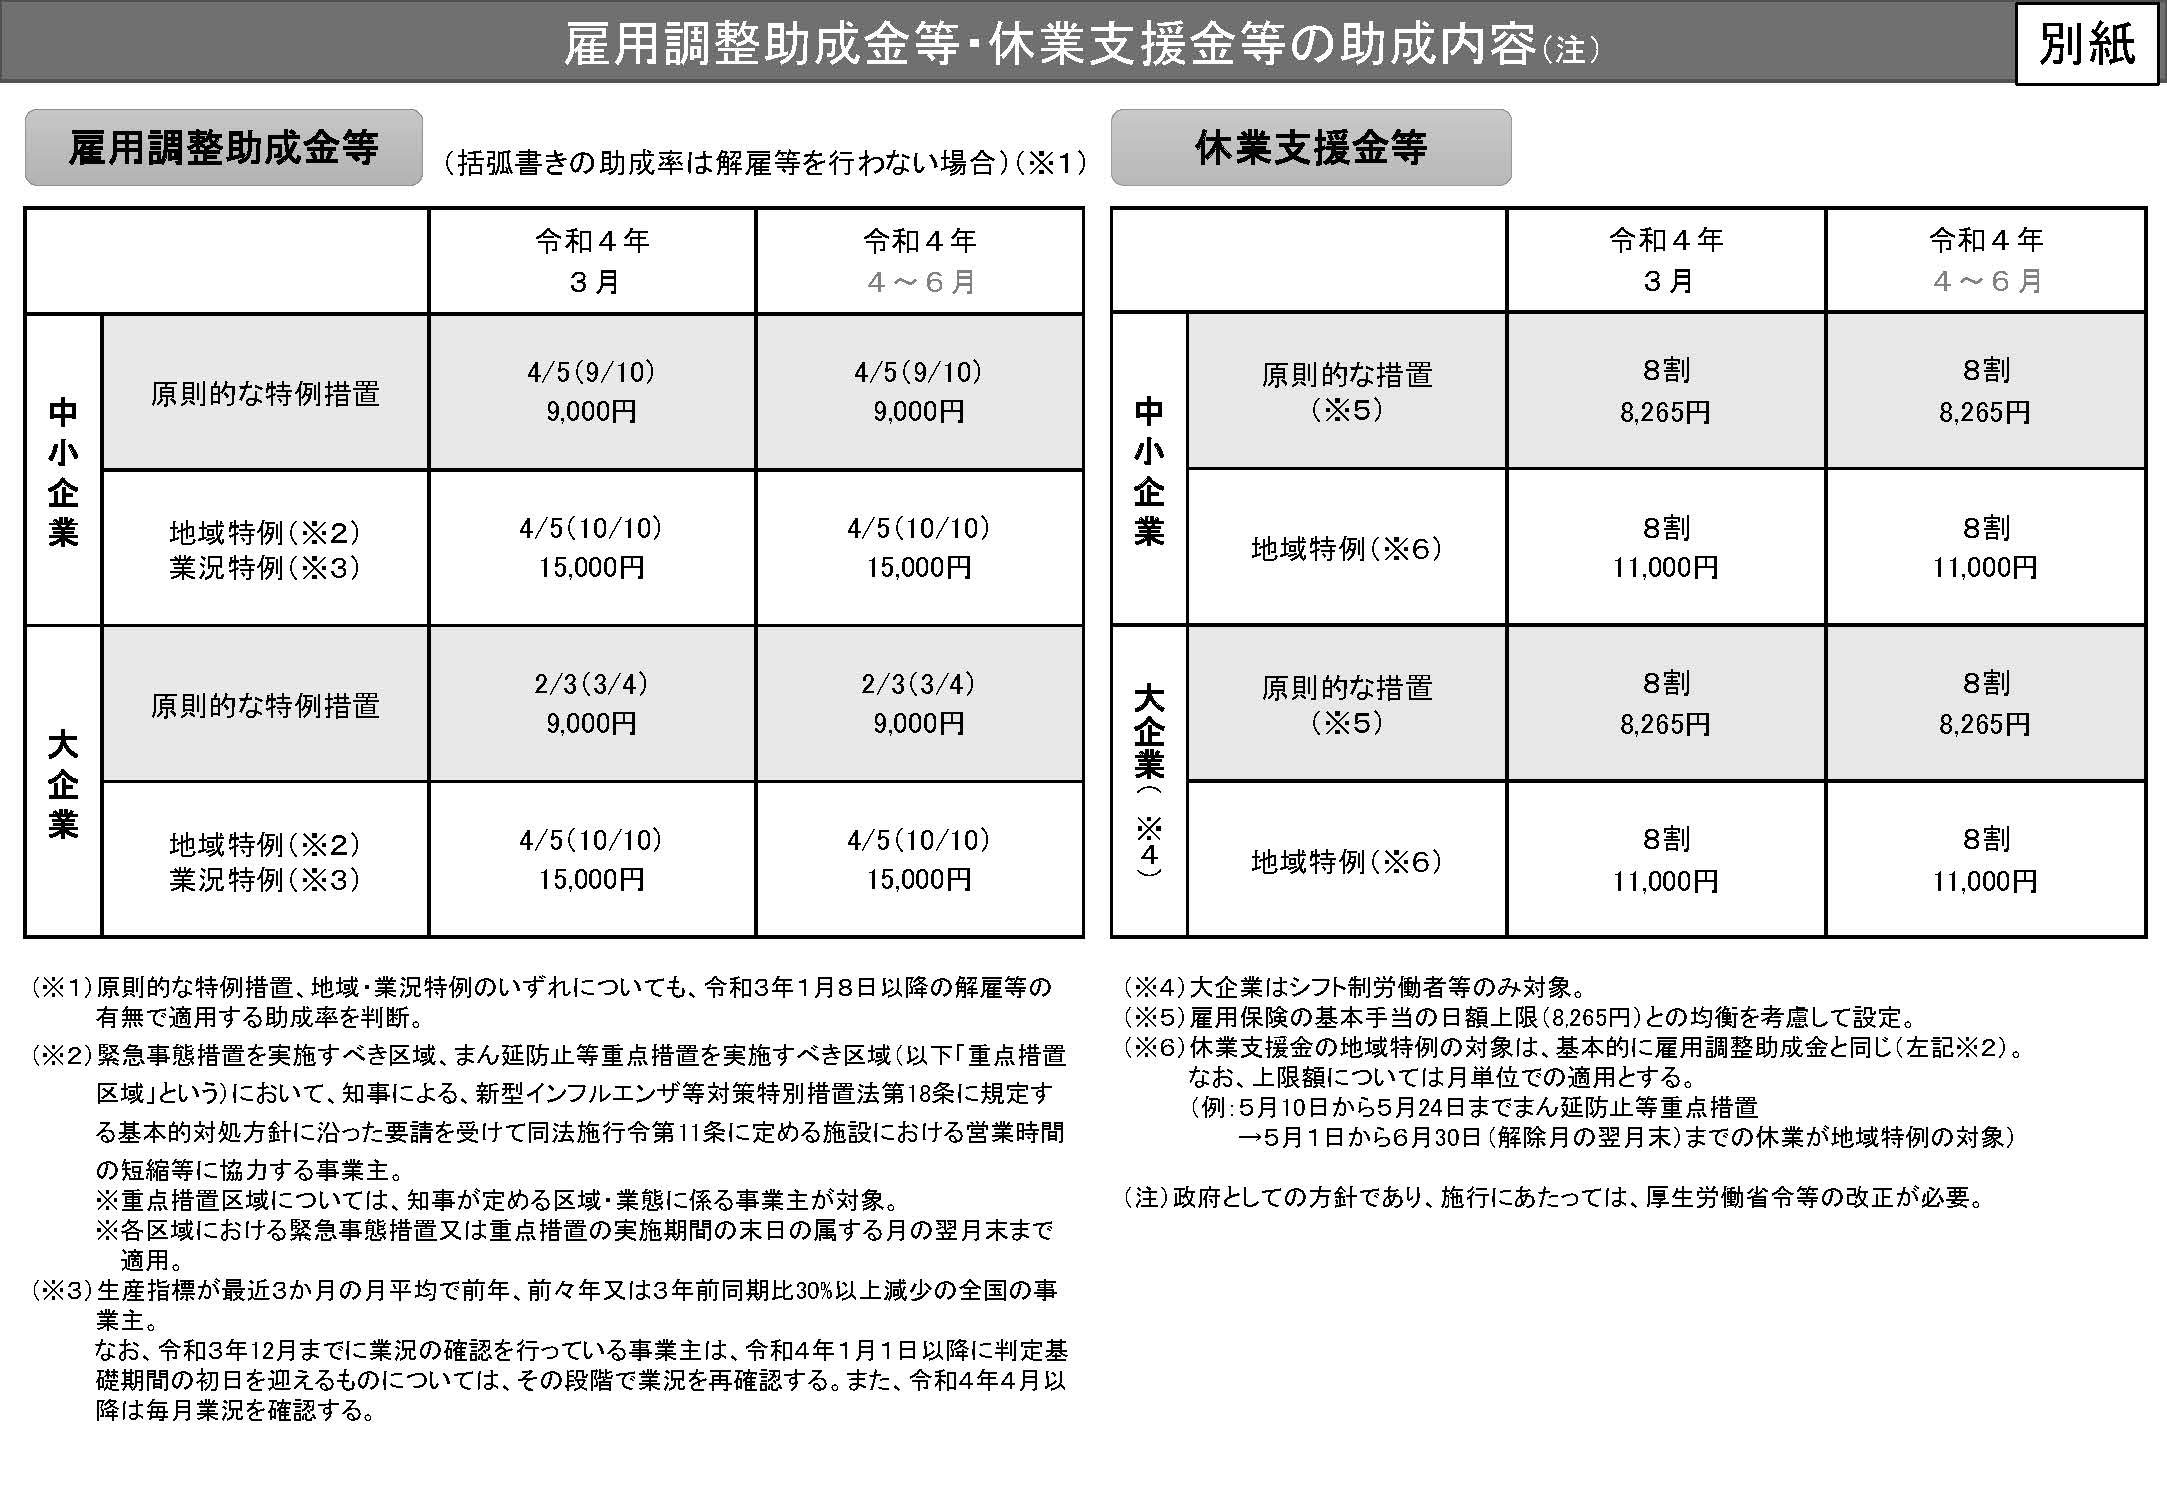 雇用調整助成金等・休業支援金等の助成内容(注)
別紙
雇用調整助成金等
(括弧書きの助成率は解雇等を行わない場合)(※1)
令和4年
3月
令和4年
4~6月
中小企業
原則的な特例措置
4/5(9/10)
9,000円
4/5(9/10)
9,000円
地域特例(※2)
業況特例(※3)
4/5(10/10)
15,000円
4/5(10/10)
15,000円
大企業
原則的な特例措置
2/3(3/4)
9,000円
2/3(3/4)
9,000円
地域特例(※2)
業況特例(※3)
4/5(10/10)
15,000円
4/5(10/10)
15,000円
(※1)原則的な特例措置、地域・業況特例のいずれについても、令和3年1月8日以降の解雇等の
有無で適用する助成率を判断。
(※2)緊急事態措置を実施すべき区域、まん延防止等重点措置を実施すべき区域(以下「重点措置
区域」という)において、知事による、新型インフルエンザ等対策特別措置法第18条に規定す
る基本的対処方針に沿った要請を受けて同法施行令第11条に定める施設における営業時間
の短縮等に協力する事業主。
※重点措置区域については、知事が定める区域・業態に係る事業主が対象。
※各区域における緊急事態措置又は重点措置の実施期間の末日の属する月の翌月末まで
適用。
(※3)生産指標が最近3か月の月平均で前年、前々年又は3年前同期比30%以上減少の全国の事
業主。
なお、令和3年12月までに業況の確認を行っている事業主は、令和4年1月1日以降に判定基
礎期間の初日を迎えるものについては、その段階で業況を再確認する。また、令和4年4月以
降は毎月業況を確認する。
休業支援金等
令和4年
3月
令和4年
4~6月
中小企業
原則的な措置
(※5)
8割
8,265円
8割
8,265円
地域特例(※6)
8割
11,000円
8割
11,000円
大企業(※4)
原則的な措置
(※5)
8割
8,265円
8割
8,265円
地域特例(※6)
8割
11,000円
8割
11,000円
(※4)大企業はシフト制労働者等のみ対象。
(※5)雇用保険の基本手当の日額上限(8,265円)との均衡を考慮して設定。
(※6)休業支援金の地域特例の対象は、基本的に雇用調整助成金と同じ(左記※2)。
なお、上限額については月単位での適用とする。
(例:5月10日から5月24日までまん延防止等重点措置
→5月1日から6月30日(解除月の翌月末)までの休業が地域特例の対象)
(注)政府としての方針であり、施行にあたっては、厚生労働省令等の改正が必要。